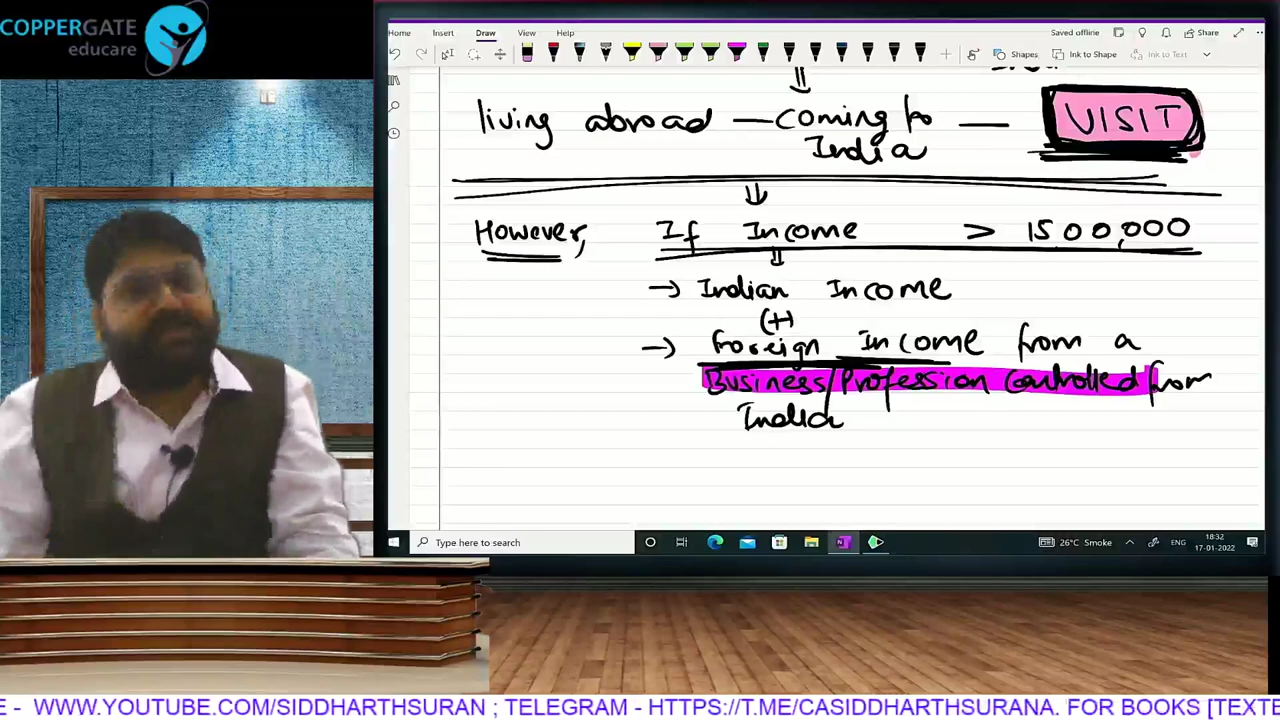 COPPERGATE
educare
Home Insert Draw View Help
Saved offline
Share
Shapes
Ink to Shape
Ink to Text
living abroad — coming to — VISIT
India
However, If Income > 15,00,000
→ Indian Income
(+)
→ Foreign Income from a
Business/Profession controlled from
India
Type here to search
26°C Smoke
ENG
18:32
17-01-2022
E - WWW.YOUTUBE.COM/SIDDHARTHSURAN ; TELEGRAM - HTTPS://T.ME/CASIDDHARTHSURANA. FOR BOOKS [TEXTE